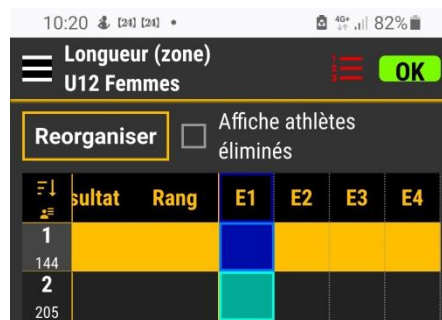 10:20 [24] [24] • 4G+ 82%
Longueur (zone)
U12 Femmes
OK
Reorganiser
Affiche athlètes
éliminés
sultat Rang E1 E2 E3 E4
1
144
2
205